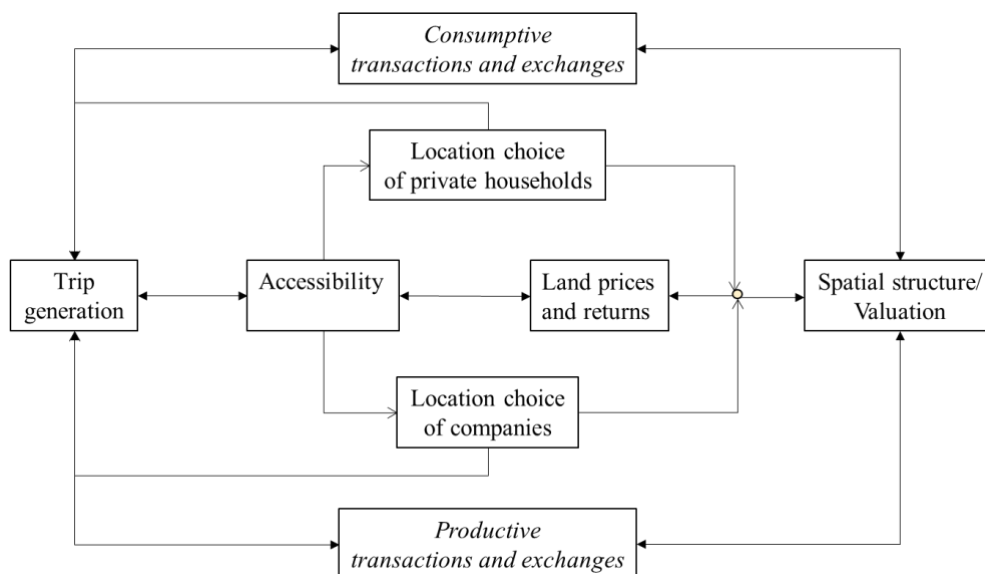 Consumptive
transactions and exchanges
Location choice
of private households
Trip
generation
Accessibility
Land prices
and returns
Spatial structure/
Valuation
Location choice
of companies
Productive
transactions and exchanges